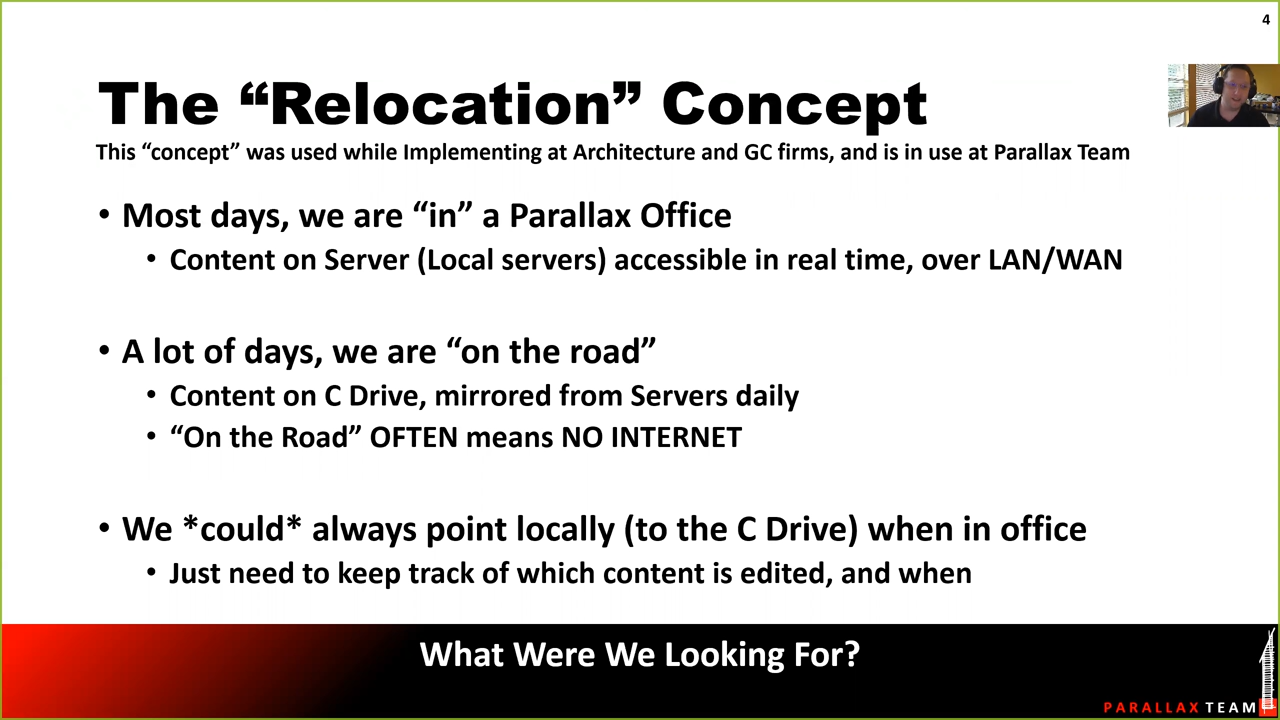 4
The “Relocation” Concept
This “concept” was used while Implementing at Architecture and GC firms, and is in use at Parallax Team
• Most days, we are “in” a Parallax Office
• Content on Server (Local servers) accessible in real time, over LAN/WAN
• A lot of days, we are “on the road”
• Content on C Drive, mirrored from Servers daily
• “On the Road” OFTEN means NO INTERNET
• We *could* always point locally (to the C Drive) when in office
• Just need to keep track of which content is edited, and when
What Were We Looking For?
PARALLAX TEAM